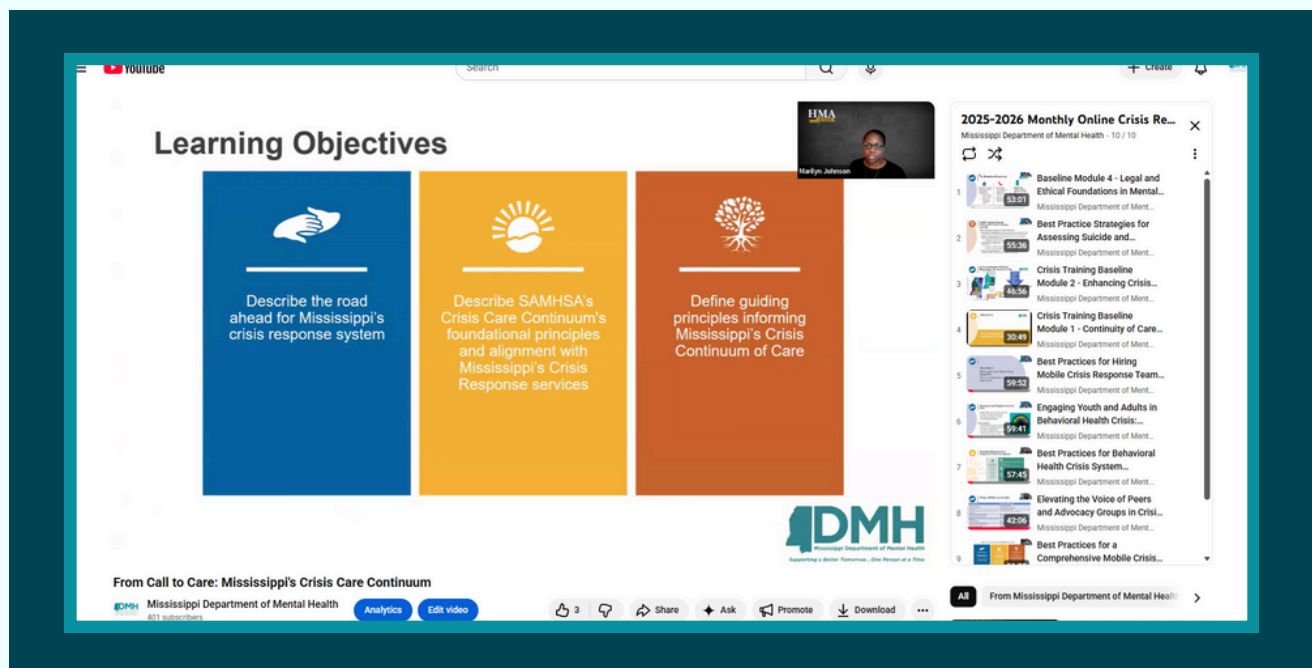 YouTube
Search
Create
Learning Objectives
HMA
Marilyn Johnson
Describe the road
ahead for Mississippi's
crisis response system
Describe SAMHSA's
Crisis Care Continuum's
foundational principles
and alignment with
Mississippi's Crisis
Response services
Define guiding
principles informing
Mississippi's Crisis
Continuum of Care
DMH
Mississippi Department of Mental Health
Supporting a Better Tomorrow...One Person at a Time
From Call to Care: Mississippi's Crisis Care Continuum
DMH
Mississippi Department of Mental Health
401 subscribers
Analytics
Edit video
3
Share
Ask
Promote
Download
2025-2026 Monthly Online Crisis Re...
Mississippi Department of Mental Health - 10 / 10
1
53:01
Baseline Module 4 - Legal and
Ethical Foundations in Mental...
Mississippi Department of Ment...
2
55:36
Best Practice Strategies for
Assessing Suicide and...
Mississippi Department of Ment...
3
46:56
Crisis Training Baseline
Module 2 - Enhancing Crisis...
Mississippi Department of Ment...
4
30:49
Crisis Training Baseline
Module 1 - Continuity of Care...
Mississippi Department of Ment...
5
59:52
Best Practices for Hiring
Mobile Crisis Response Team...
Mississippi Department of Ment...
6
59:41
Engaging Youth and Adults in
Behavioral Health Crisis:...
Mississippi Department of Ment...
7
57:45
Best Practices for Behavioral
Health Crisis System...
Mississippi Department of Ment...
8
42:06
Elevating the Voice of Peers
and Advocacy Groups in Crisi...
Mississippi Department of Ment...
9
Best Practices for a
Comprehensive Mobile Crisis...
All
From Mississippi Department of Mental Healt